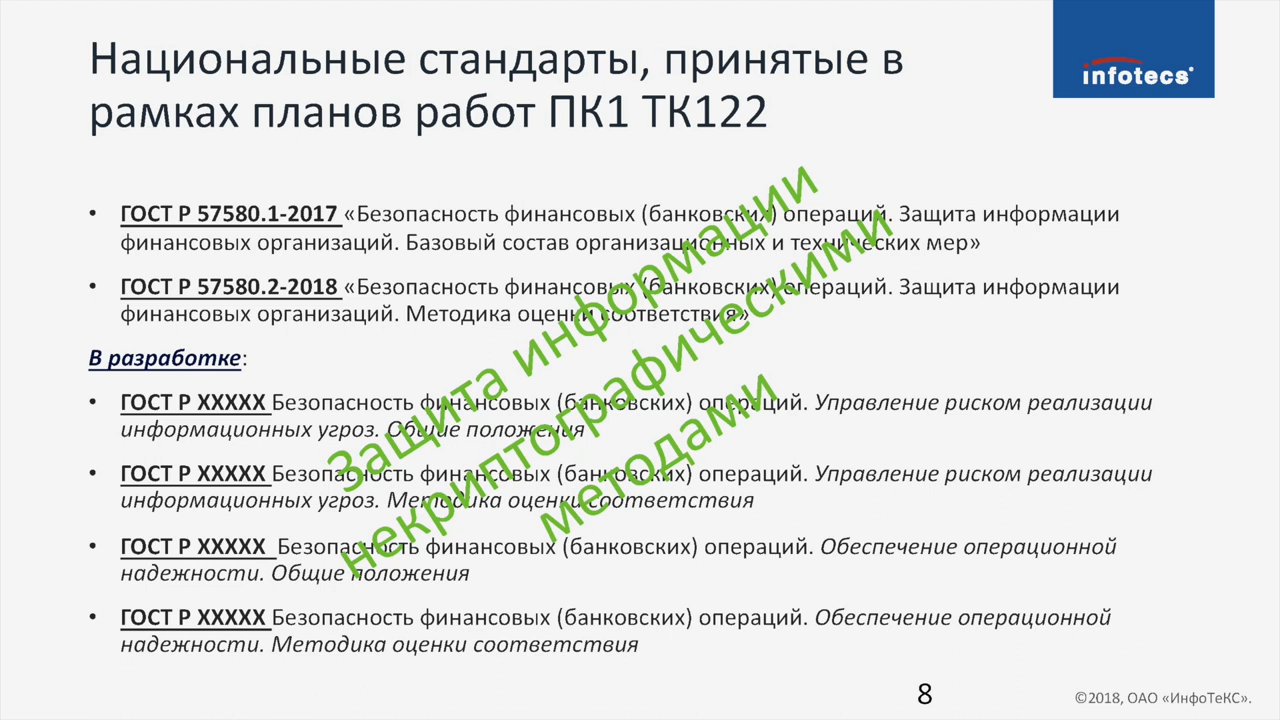 Национальные стандарты, принятые в
рамках планов работ ПК1 ТК122
infotecs
• ГОСТ Р 57580.1-2017 «Безопасность финансовых (банковских) операций. Защита информации
финансовых организаций. Базовый состав организационных и технических мер»
• ГОСТ Р 57580.2-2018 «Безопасность финансовых (банковских) операций. Защита информации
финансовых организаций. Методика оценки соответствия»
В разработке:
• ГОСТ Р XXXXX Безопасность финансовых (банковских) операций. Управление риском реализации
информационных угроз. Общие положения
• ГОСТ Р XXXXX Безопасность финансовых (банковских) операций. Управление риском реализации
информационных угроз. Методика оценки соответствия
• ГОСТ Р XXXXX Безопасность финансовых (банковских) операций. Обеспечение операционной
надежности. Общие положения
• ГОСТ Р XXXXX Безопасность финансовых (банковских) операций. Обеспечение операционной
надежности. Методика оценки соответствия
Защита информации
некриптографическими
методами
8
©2018, ОАО «ИнфоТеКС».